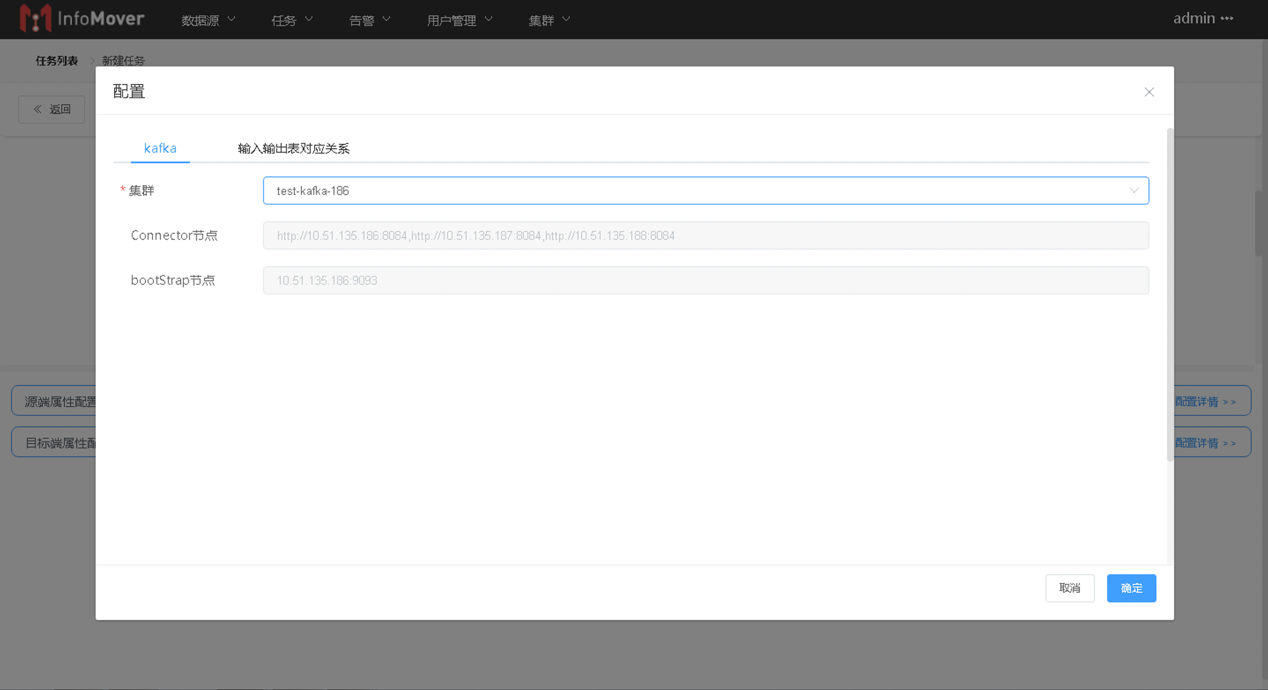 InfoMover 数据源 任务 告警 用户管理 集群 admin ···
任务列表 新建任务
配置
« 返回
kafka 输入输出表对应关系
* 集群 test-kafka-186
Connector节点 http://10.51.135.186:8084,http://10.51.135.187:8084,http://10.51.135.188:8084
bootStrap节点 10.51.135.186:9093
源端属性配置 配置详情 >>
目标端属性配 配置详情 >>
取消 确定